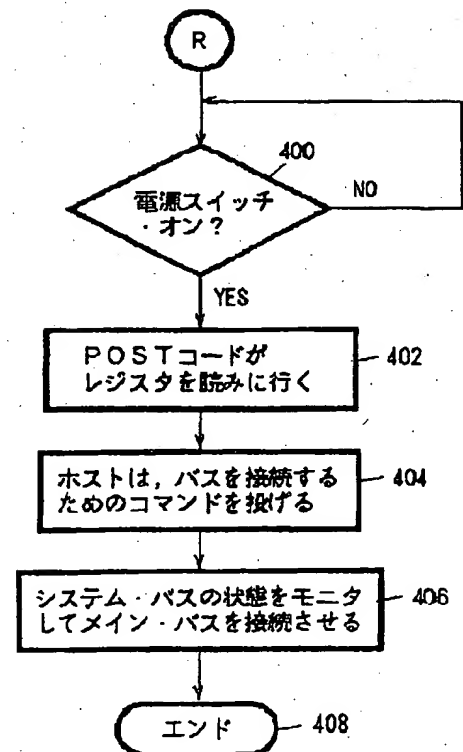 R
400
電源スイッチ
・オン?
NO
YES
POSTコードが
レジスタを読みに行く
402
ホストは,バスを接続する
ためのコマンドを投げる
404
システム・バスの状態をモニタ
してメイン・バスを接続させる
406
エンド
408